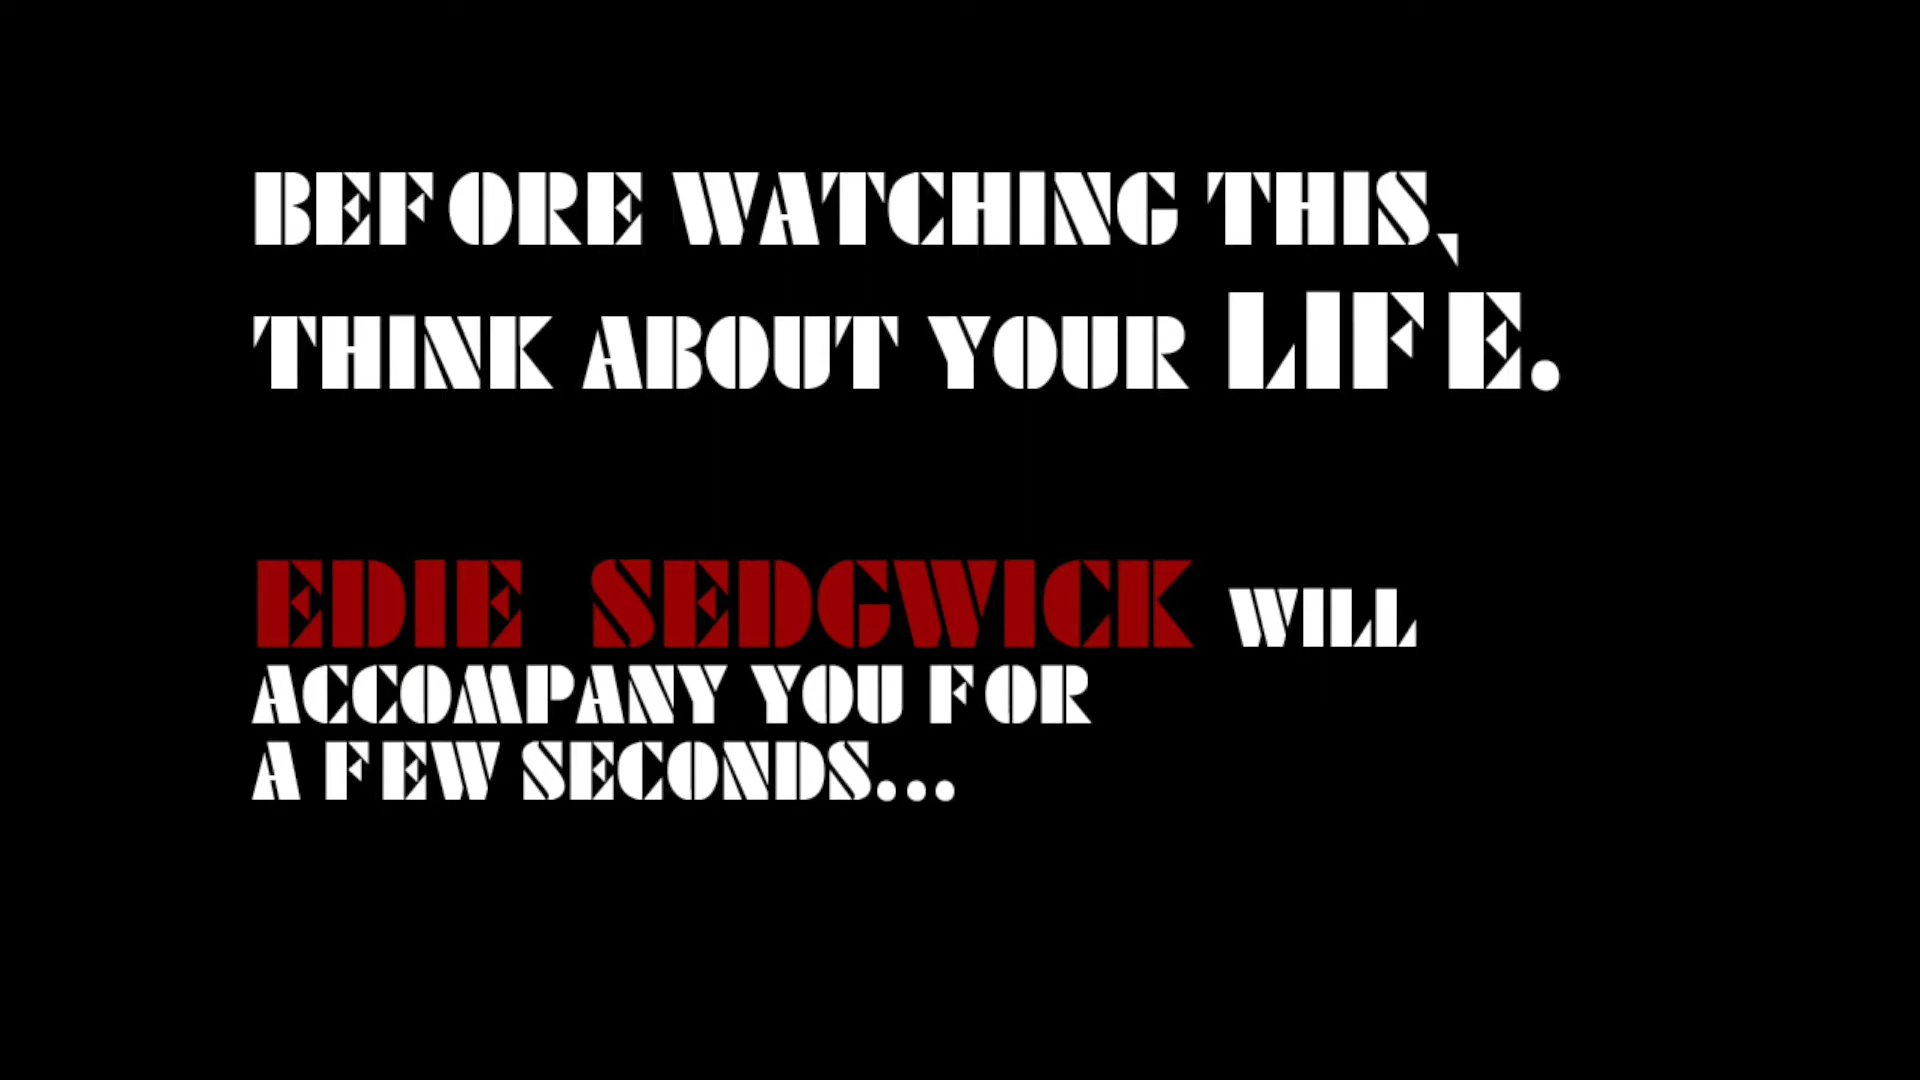 BEFORE WATCHING THIS,
THINK ABOUT YOUR LIFE.
EDIE SEDGWICK WILL
ACCOMPANY YOU FOR
A FEW SECONDS...